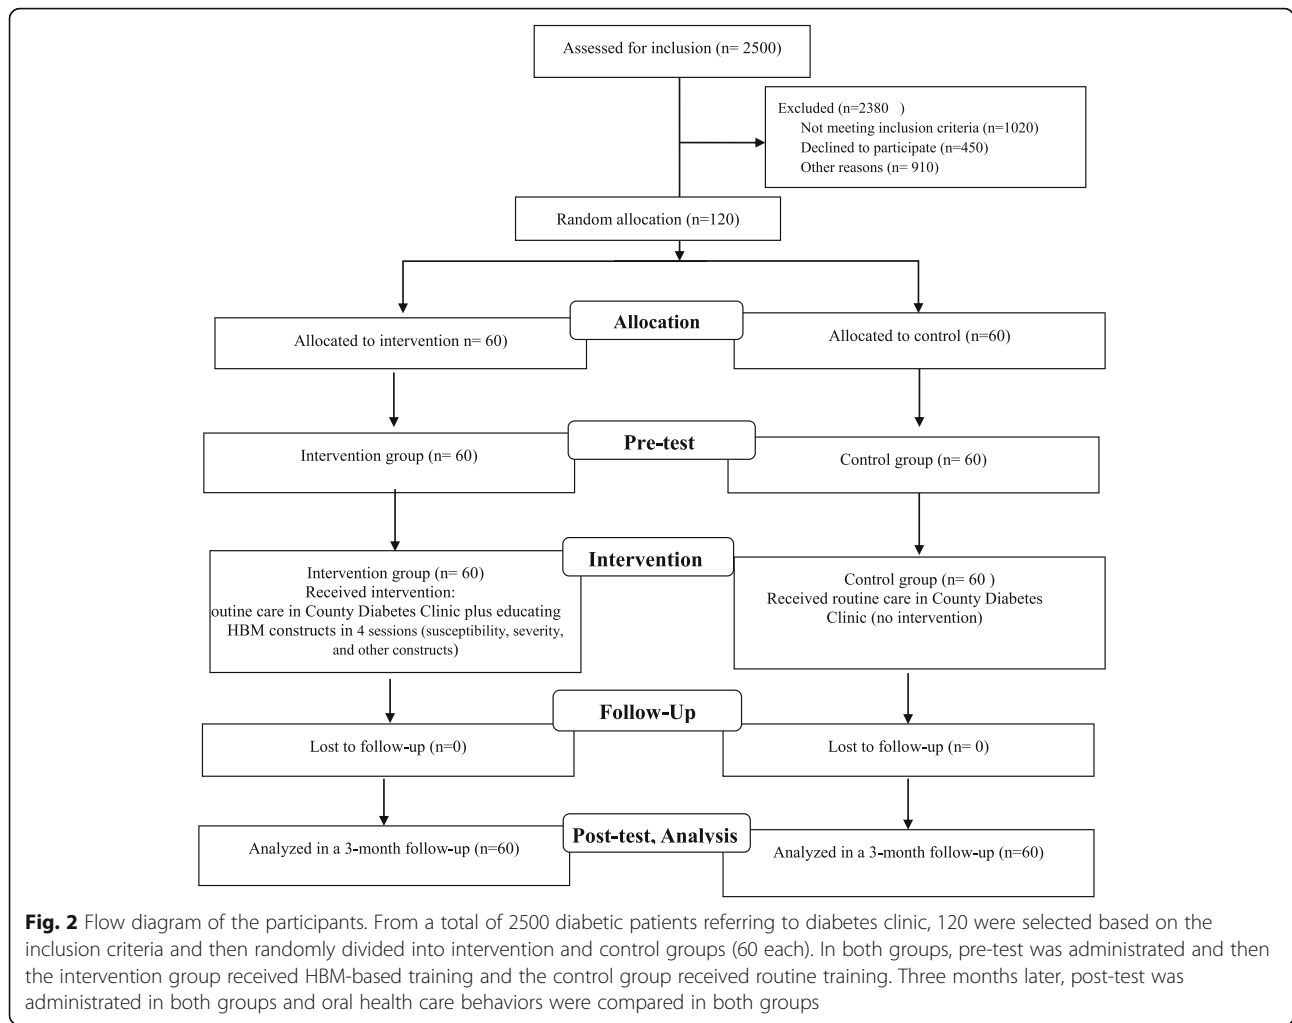 Assessed for inclusion (n= 2500)
Excluded (n=2380 )
Not meeting inclusion criteria (n=1020)
Declined to participate (n=450)
Other reasons (n= 910)
Random allocation (n=120)
Allocation
Allocated to intervention n= 60)
Allocated to control (n=60)
Pre-test
Intervention group (n= 60)
Control group (n= 60)
Intervention
Intervention group (n= 60)
Received intervention:
routine care in County Diabetes Clinic plus educating
HBM constructs in 4 sessions (susceptibility, severity,
and other constructs)
Control group (n= 60 )
Received routine care in County Diabetes
Clinic (no intervention)
Follow-Up
Lost to follow-up (n=0)
Lost to follow-up (n= 0)
Post-test, Analysis
Analyzed in a 3-month follow-up (n=60)
Analyzed in a 3-month follow-up (n=60)
Fig. 2 Flow diagram of the participants. From a total of 2500 diabetic patients referring to diabetes clinic, 120 were selected based on the
inclusion criteria and then randomly divided into intervention and control groups (60 each). In both groups, pre-test was administrated and then
the intervention group received HBM-based training and the control group received routine training. Three months later, post-test was
administrated in both groups and oral health care behaviors were compared in both groups